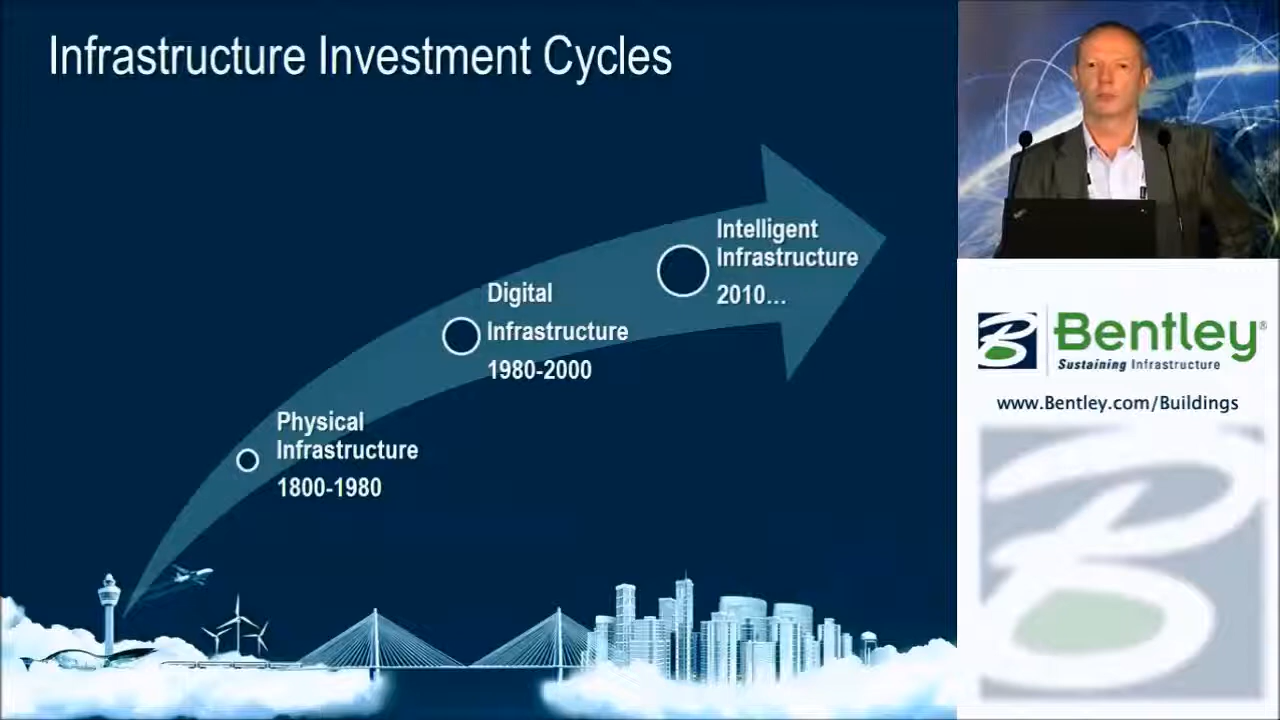 Infrastructure Investment Cycles
Intelligent
Infrastructure
2010...
Digital
Infrastructure
1980-2000
Physical
Infrastructure
1800-1980
Bentley®
Sustaining Infrastructure
www.Bentley.com/Buildings